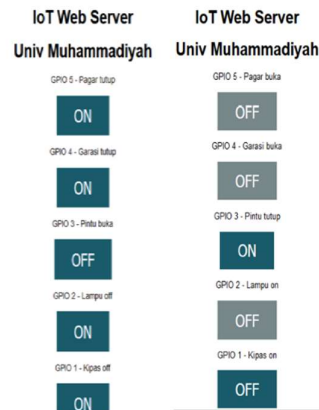 IoT Web Server
Univ Muhammadiyah
GPIO 5 - Pagar tutup
ON
GPIO 4 - Garasi tutup
ON
GPIO 3 - Pintu buka
OFF
GPIO 2 - Lampu off
ON
GPIO 1 - Kipas off
ON
IoT Web Server
Univ Muhammadiyah
GPIO 5 - Pagar buka
OFF
GPIO 4 - Garasi buka
OFF
GPIO 3 - Pintu tutup
ON
GPIO 2 - Lampu on
OFF
GPIO 1 - Kipas on
OFF